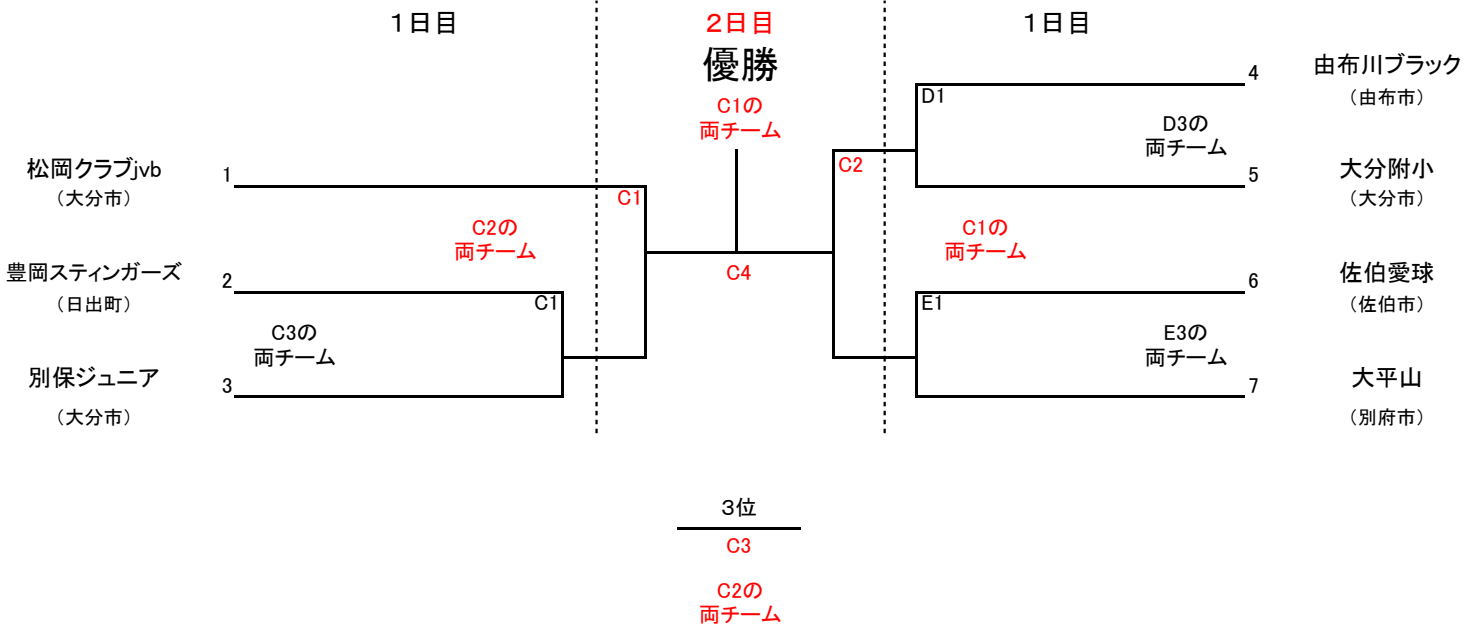 １日目
２日目
１日目
優勝
C1の
両チーム
4
由布川ブラック
（由布市）
D1
D3の
両チーム
C2
松岡クラブjvb
（大分市）
1
C1
5
大分附小
（大分市）
C2の
両チーム
C1の
両チーム
C4
豊岡スティンガーズ
（日出町）
2
C1
C3の
両チーム
E1
6
佐伯愛球
（佐伯市）
E3の
両チーム
別保ジュニア
（大分市）
3
7
大平山
（別府市）
３位
C3
C2の
両チーム